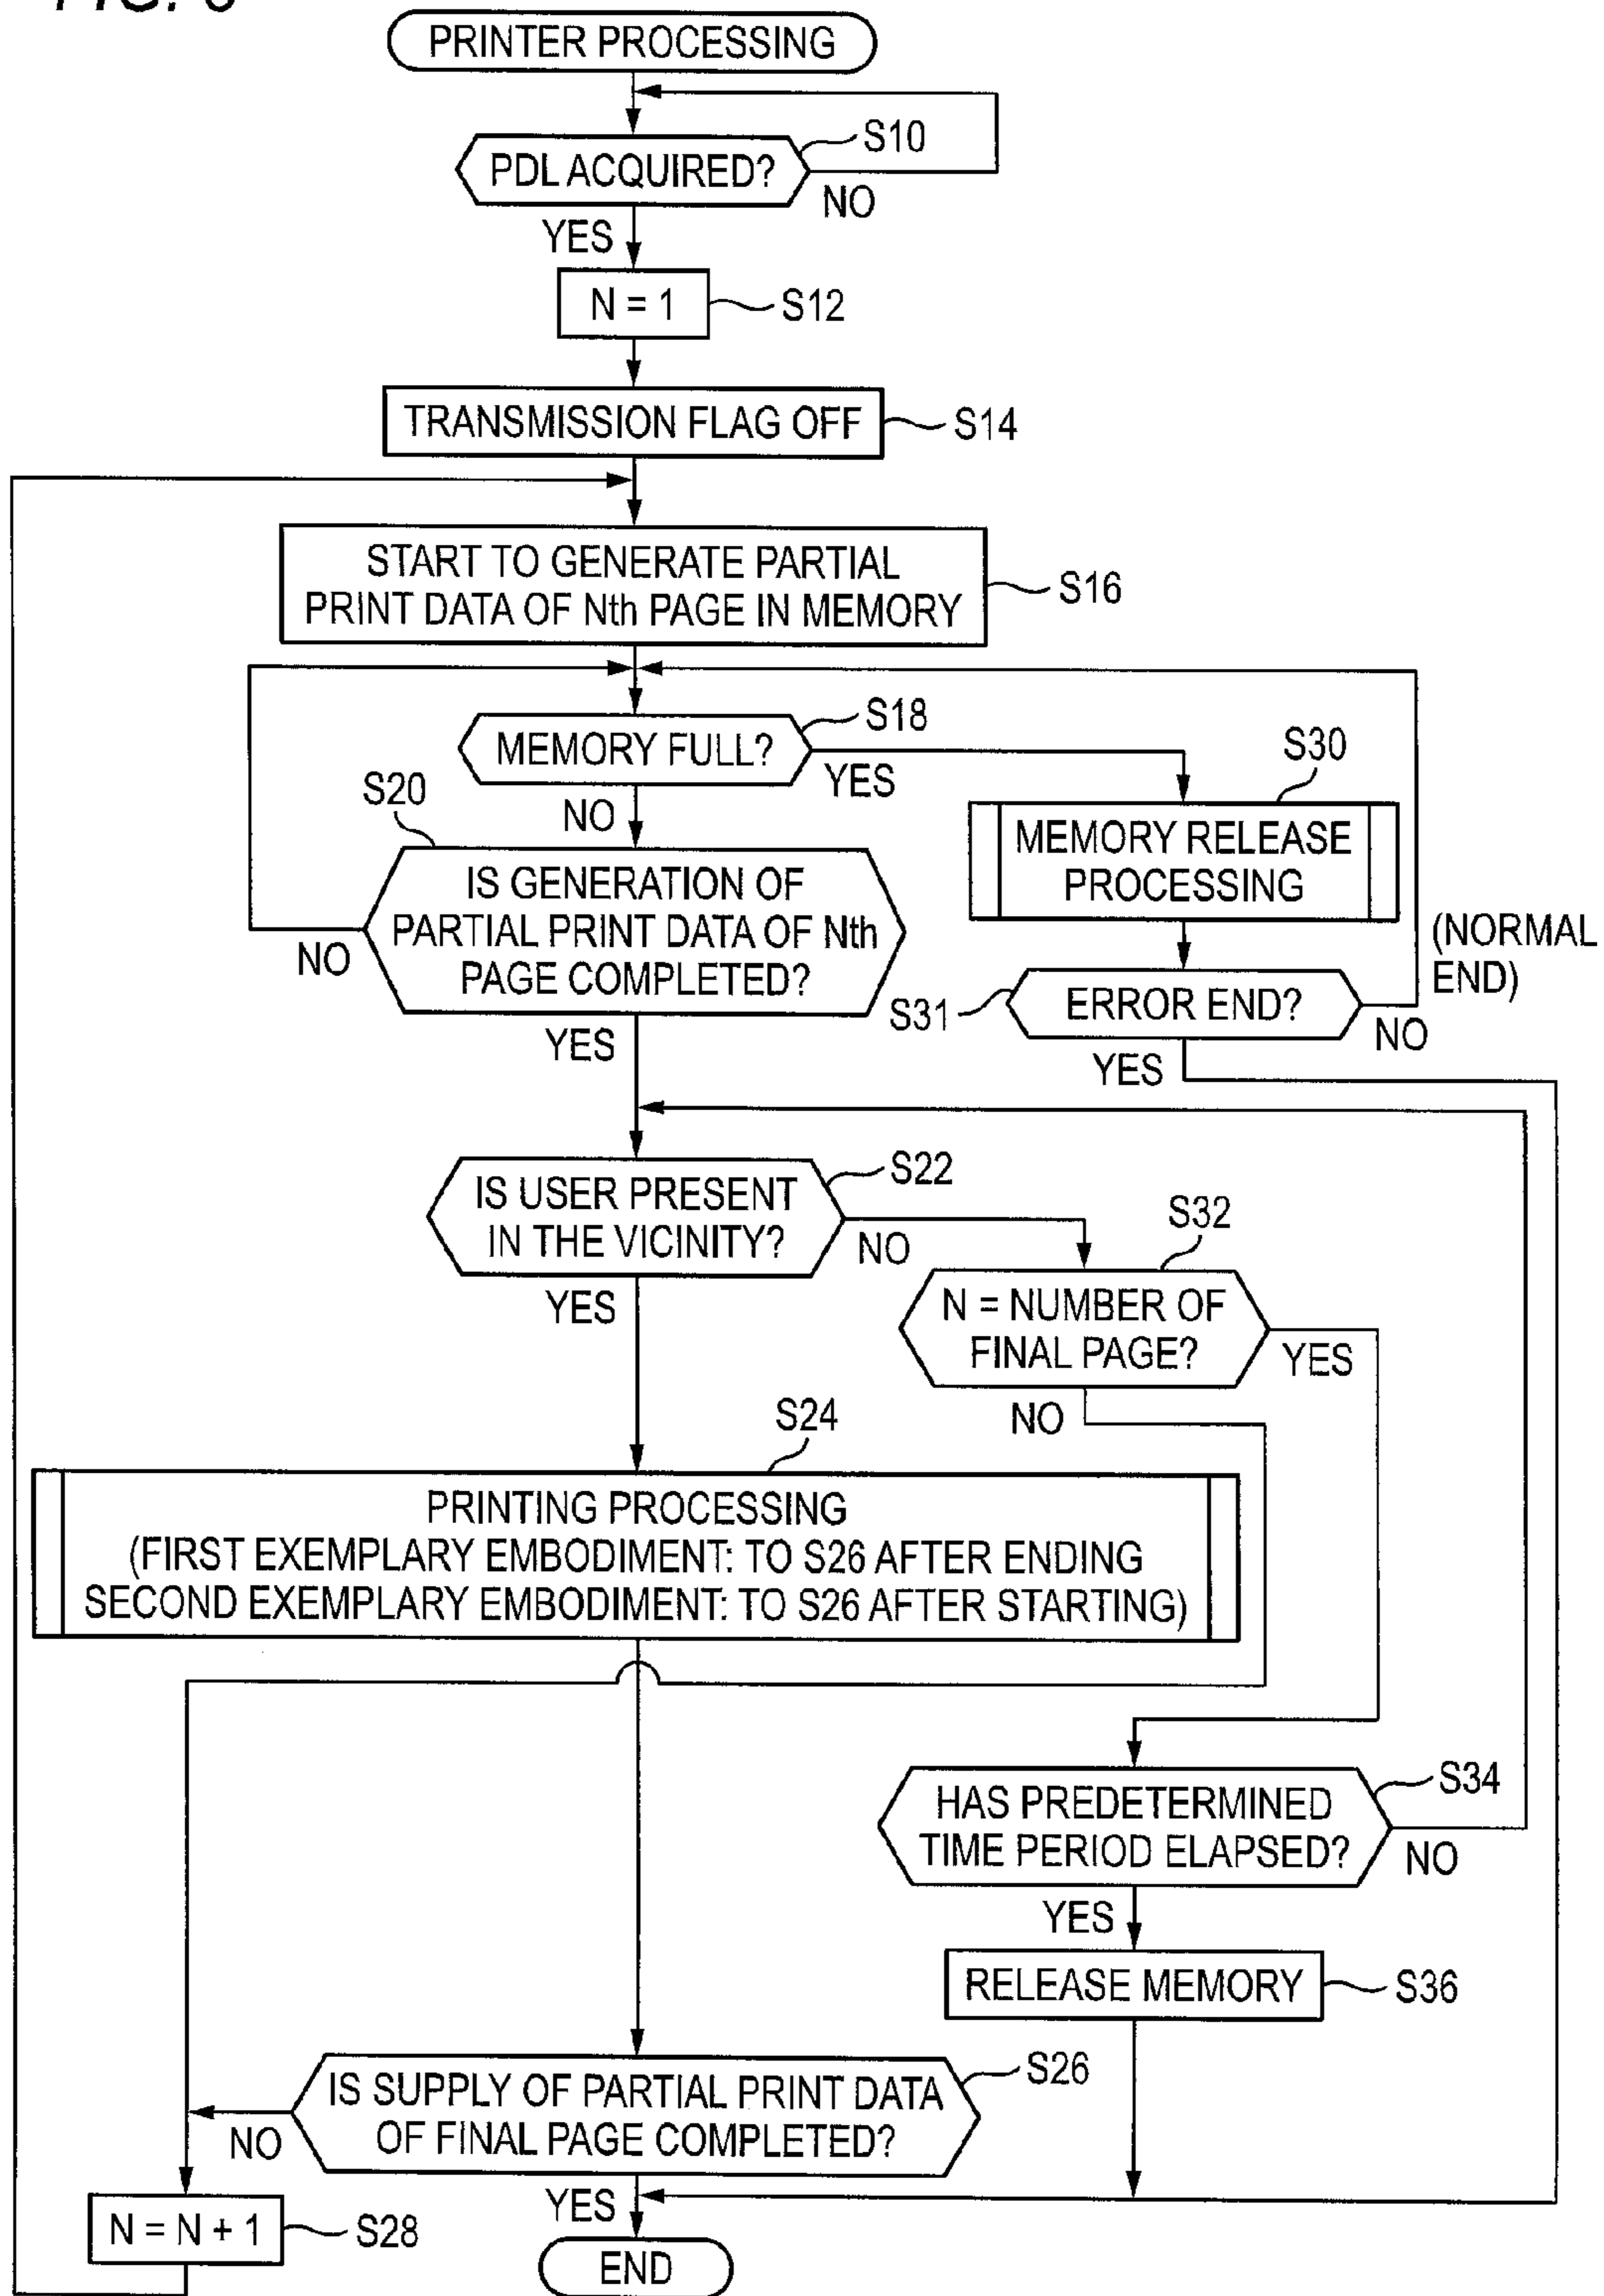 PRINTER PROCESSING
S10
PDL ACQUIRED?
NO
YES
N = 1
S12
TRANSMISSION FLAG OFF
S14
START TO GENERATE PARTIAL
PRINT DATA OF Nth PAGE IN MEMORY
S16
S18
MEMORY FULL?
YES
S30
S20
NO
MEMORY RELEASE
PROCESSING
IS GENERATION OF
PARTIAL PRINT DATA OF Nth
PAGE COMPLETED?
NO
(NORMAL
END)
S31
ERROR END?
NO
YES
YES
S22
IS USER PRESENT
IN THE VICINITY?
NO
S32
YES
N = NUMBER OF
FINAL PAGE?
YES
NO
S24
PRINTING PROCESSING
(FIRST EXEMPLARY EMBODIMENT: TO S26 AFTER ENDING
SECOND EXEMPLARY EMBODIMENT: TO S26 AFTER STARTING)
S34
HAS PREDETERMINED
TIME PERIOD ELAPSED?
NO
YES
RELEASE MEMORY
S36
S26
IS SUPPLY OF PARTIAL PRINT DATA
OF FINAL PAGE COMPLETED?
NO
YES
N = N + 1
S28
END